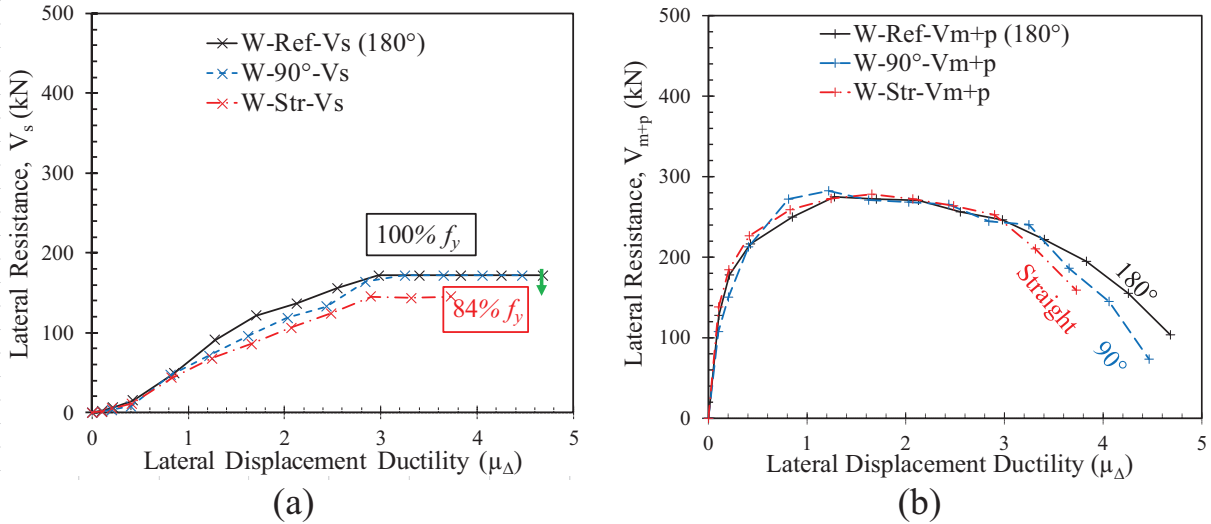 500
400
300
200
100
0
Lateral Resistance, Vs (kN)
W-Ref-Vs (180°)
W-90°-Vs
W-Str-Vs
100% fy
84% fy
0 1 2 3 4 5
Lateral Displacement Ductility (μΔ)
(a)
500
400
300
200
100
0
Lateral Resistance, Vm+p (kN)
W-Ref-Vm+p (180°)
W-90°-Vm+p
W-Str-Vm+p
Straight
180°
90°
0 1 2 3 4 5
Lateral Displacement Ductility (μΔ)
(b)